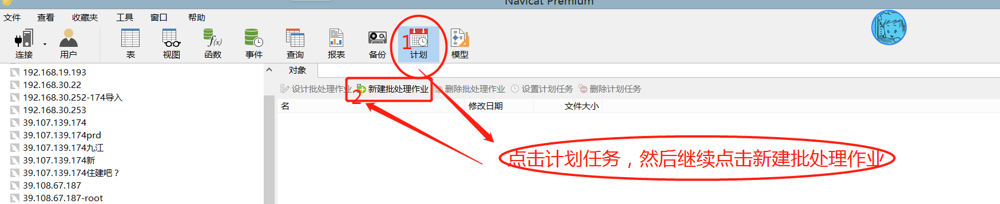 Navicat Premium
文件 查看 收藏夹 工具 窗口 帮助
连接 用户 表 视图 函数 事件 查询 报表 备份 计划 模型
f(x)
1
对象
设计批处理作业 新建批处理作业 删除批处理作业 设置计划任务 删除计划任务
2
名 修改日期 文件大小
192.168.19.193
192.168.30.22
192.168.30.252-174导入
192.168.30.253
39.107.139.174
39.107.139.174prd
39.107.139.174九江
39.107.139.174新
39.107.139.174住建吧？
39.108.67.187
39.108.67.187-root
点击计划任务，然后继续点击新建批处理作业